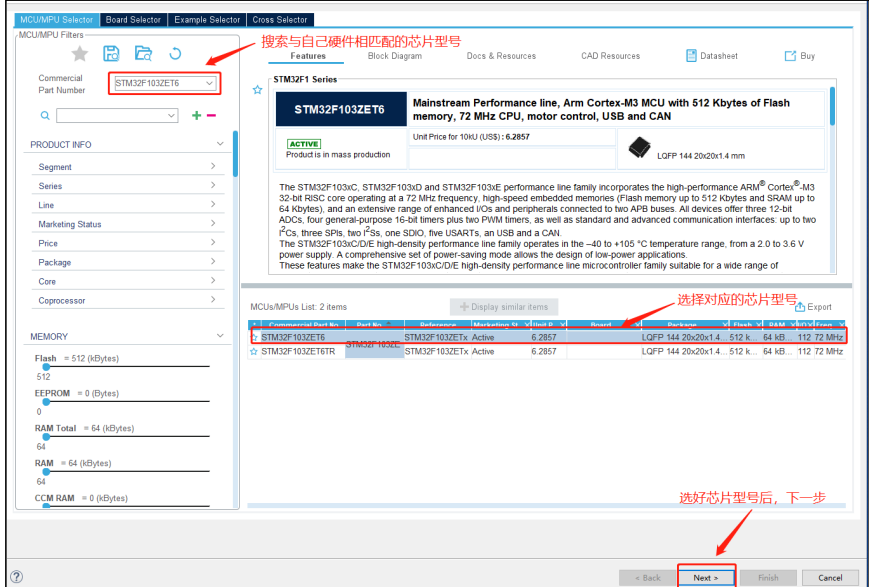 MCU/MPU Selector Board Selector Example Selector Cross Selector
MCU/MPU Filters
搜索与自己硬件相匹配的芯片型号
Features Block Diagram Docs & Resources CAD Resources Datasheet Buy
Commercial
Part Number
STM32F103ZET6
STM32F1 Series
STM32F103ZET6
Mainstream Performance line, Arm Cortex-M3 MCU with 512 Kbytes of Flash
memory, 72 MHz CPU, motor control, USB and CAN
ACTIVE
Product is in mass production
Unit Price for 10kU (US$) : 6.2857
LQFP 144 20x20x1.4 mm
PRODUCT INFO
Segment
Series
Line
Marketing Status
Price
Package
Core
Coprocessor
The STM32F103xC, STM32F103xD and STM32F103xE performance line family incorporates the high-performance ARM® Cortex®-M3
32-bit RISC core operating at a 72 MHz frequency, high-speed embedded memories (Flash memory up to 512 Kbytes and SRAM up to
64 Kbytes), and an extensive range of enhanced I/Os and peripherals connected to two APB buses. All devices offer three 12-bit
ADCs, four general-purpose 16-bit timers plus two PWM timers, as well as standard and advanced communication interfaces: up to two
I²Cs, three SPIs, two I²Ss, one SDIO, five USARTs, an USB and a CAN.
The STM32F103xC/D/E high-density performance line family operates in the –40 to +105 °C temperature range, from a 2.0 to 3.6 V
power supply. A comprehensive set of power-saving mode allows the design of low-power applications.
These features make the STM32F103xC/D/E high-density performance line microcontroller family suitable for a wide range of
MCUs/MPUs List: 2 items
Display similar items
选择对应的芯片型号
Export
* Commercial Part No Part No Reference Marketing St. X Unit P. X Board X Package X Flash X RAM X IO X Freq. X
STM32F103ZET6 STM32F103ZE STM32F103ZETx Active 6.2857 LQFP 144 20x20x1.4... 512 k... 64 kB... 112 72 MHz
STM32F103ZET6TR STM32F103ZETx Active 6.2857 LQFP 144 20x20x1.4... 512 k... 64 kB... 112 72 MHz
MEMORY
Flash = 512 (kBytes)
512
EEPROM = 0 (Bytes)
0
RAM Total = 64 (kBytes)
64
RAM = 64 (kBytes)
64
CCM RAM = 0 (kBytes)
选好芯片型号后，下一步
< Back Next > Finish Cancel